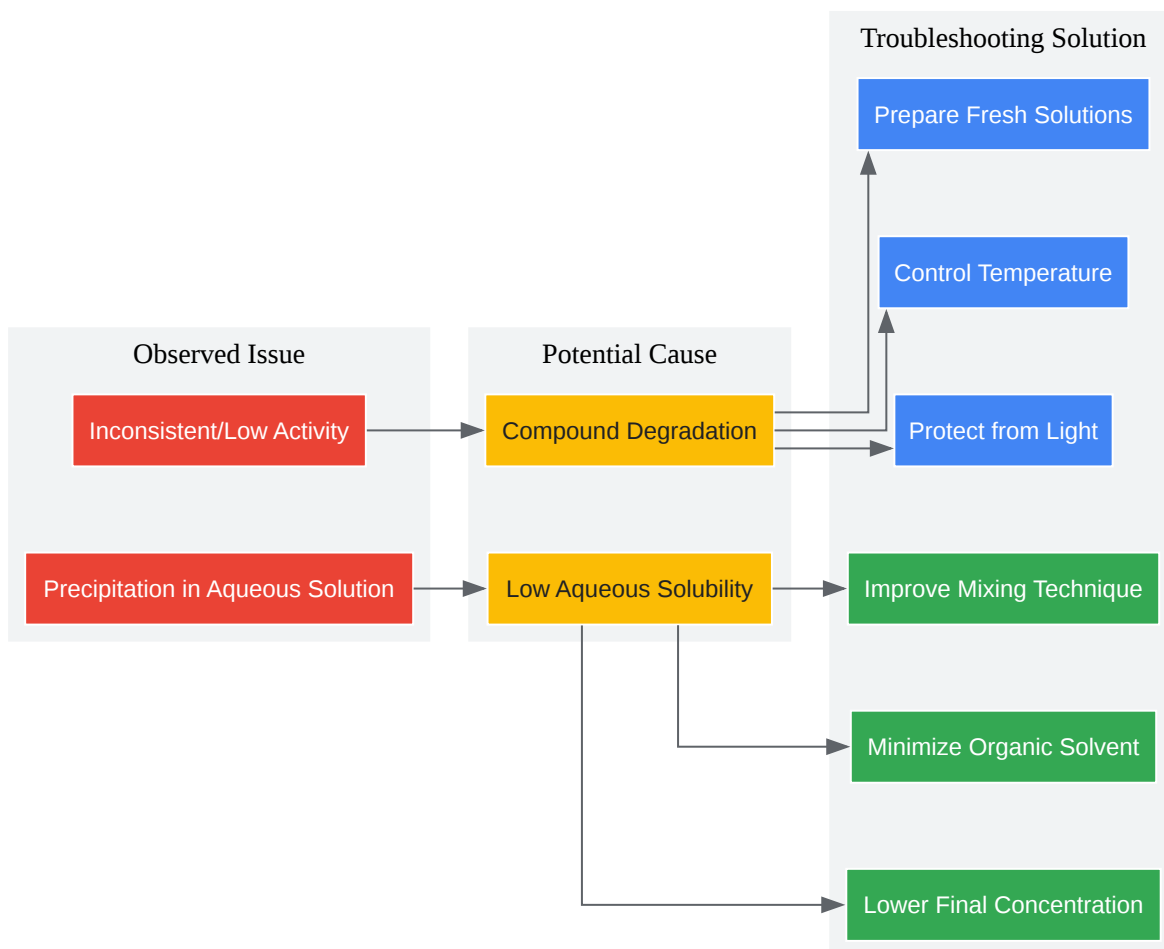 Troubleshooting Solution
Prepare Fresh Solutions
Control Temperature
Observed Issue
Potential Cause
Inconsistent/Low Activity
Compound Degradation
Protect from Light
Precipitation in Aqueous Solution
Low Aqueous Solubility
Improve Mixing Technique
Minimize Organic Solvent
Lower Final Concentration